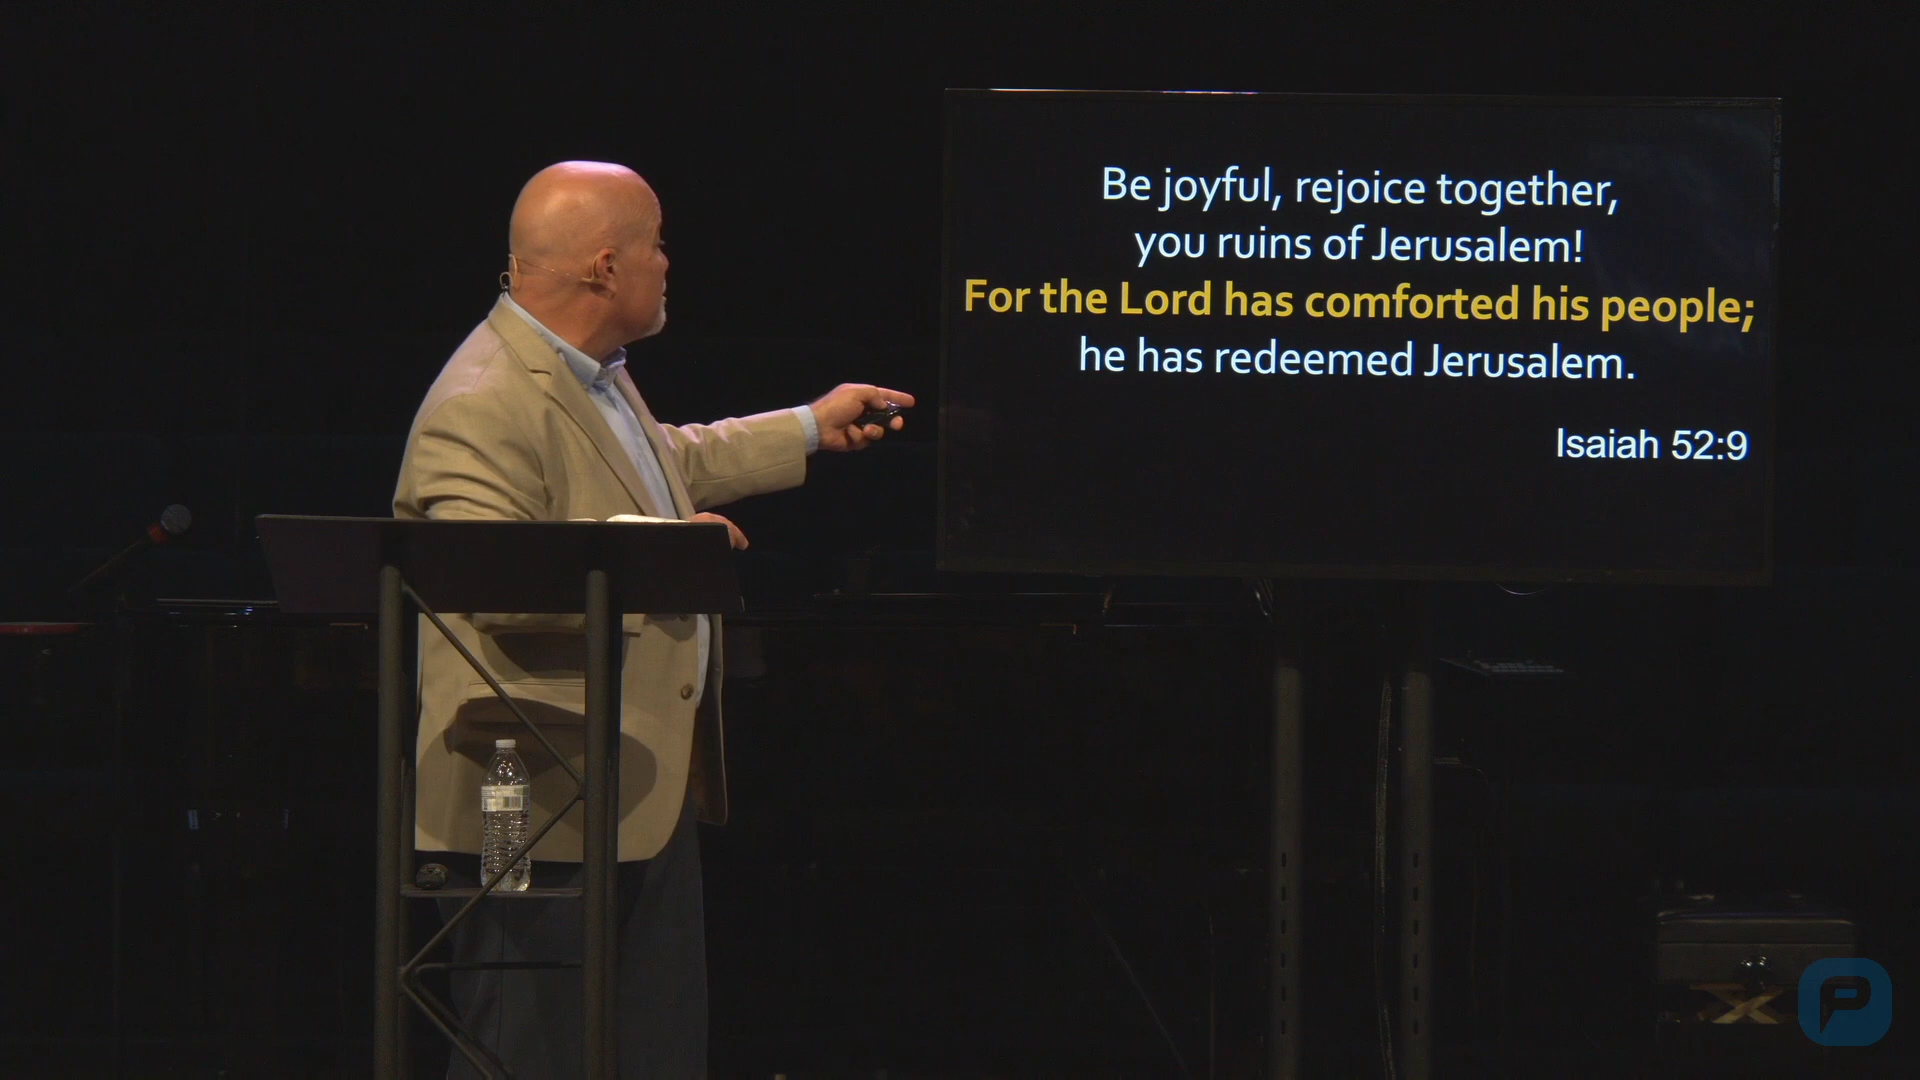 Be joyful, rejoice together,
you ruins of Jerusalem!
For the Lord has comforted his people;
he has redeemed Jerusalem.
Isaiah 52:9
P